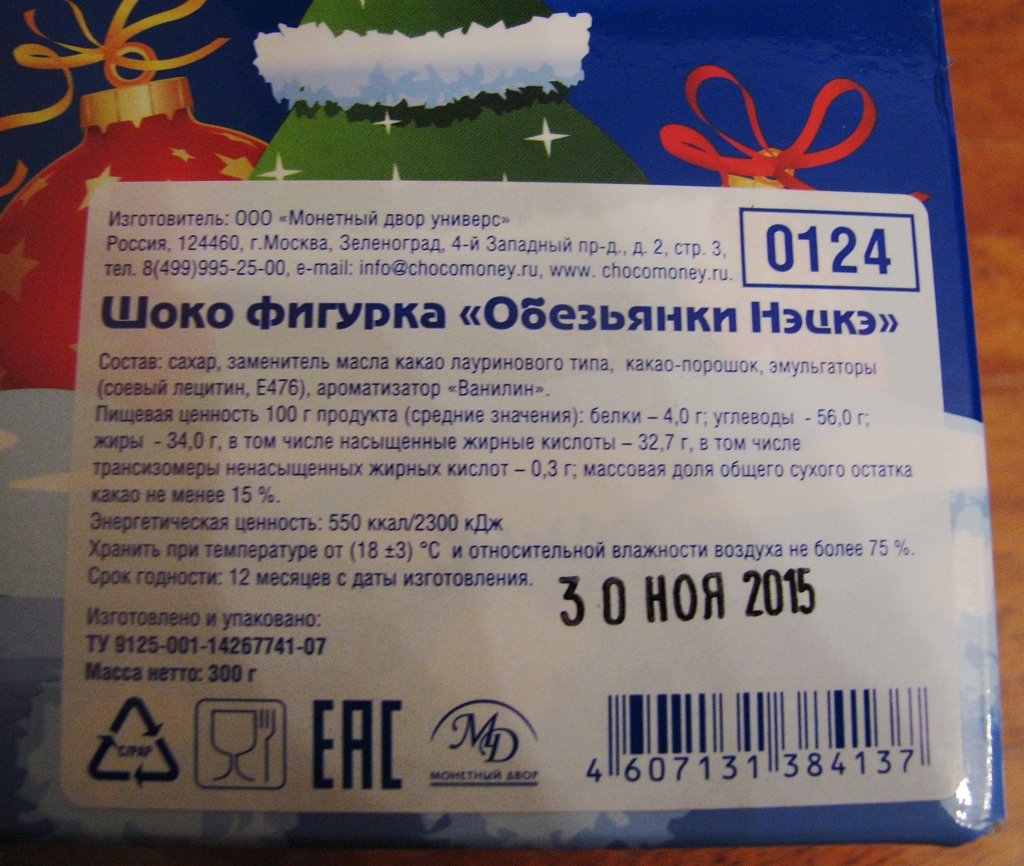 Изготовитель: ООО «Монетный двор универс»
Россия, 124460, г.Москва, Зеленоград, 4-й Западный пр-д., д. 2, стр. 3,
тел. 8(499)995-25-00, e-mail: info@chocomoney.ru, www. chocomoney.ru.
0124
Шоко фигурка «Обезьянки Нэцкэ»
Состав: сахар, заменитель масла какао лауринового типа, какао-порошок, эмульгаторы
(соевый лецитин, Е476), ароматизатор «Ванилин».
Пищевая ценность 100 г продукта (средние значения): белки – 4,0 г; углеводы - 56,0 г;
жиры - 34,0 г, в том числе насыщенные жирные кислоты – 32,7 г, в том числе
трансизомеры ненасыщенных жирных кислот – 0,3 г; массовая доля общего сухого остатка
какао не менее 15 %.
Энергетическая ценность: 550 ккал/2300 кДж
Хранить при температуре от (18 ±3) °С и относительной влажности воздуха не более 75 %.
Срок годности: 12 месяцев с даты изготовления.
30 НОЯ 2015
Изготовлено и упаковано:
ТУ 9125-001-14267741-07
Масса нетто: 300 г
C/PAP
EAC
МД
МОНЕТНЫЙ ДВОР
4 607131 384137